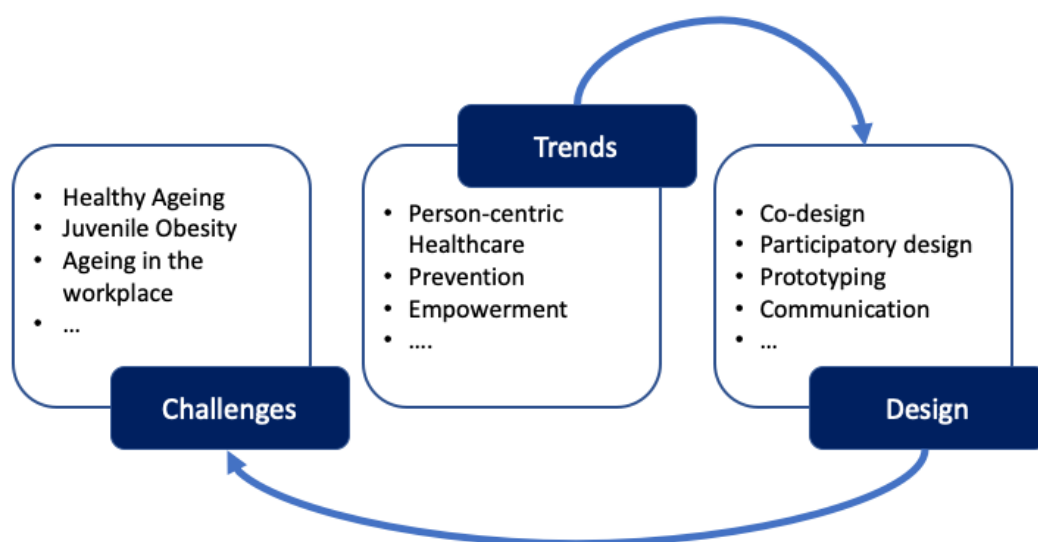 • Healthy Ageing
• Juvenile Obesity
• Ageing in the
workplace
• ...
Challenges
Trends
• Person-centric
Healthcare
• Prevention
• Empowerment
• ....
• Co-design
• Participatory design
• Prototyping
• Communication
• ...
Design